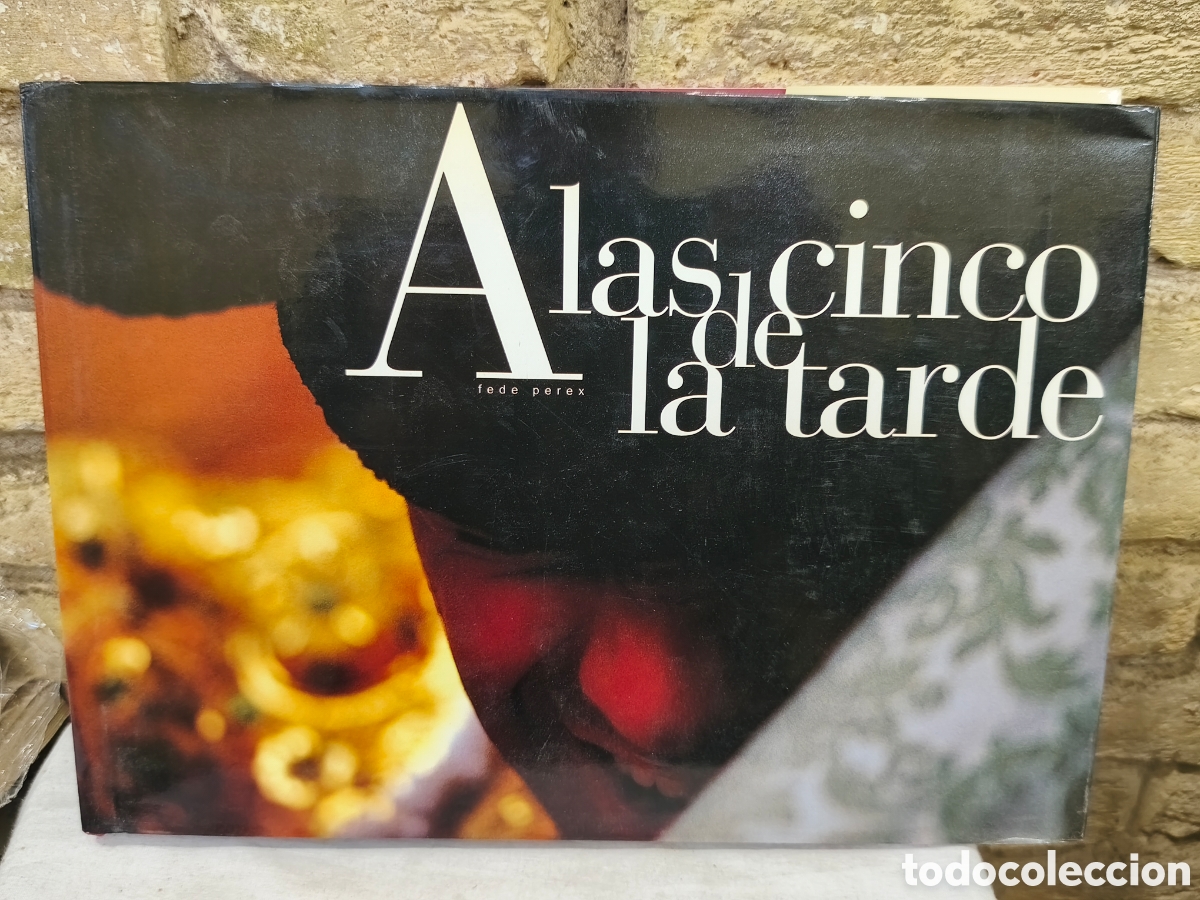 A las cinco
de
la tarde
fede perex
todocoleccion